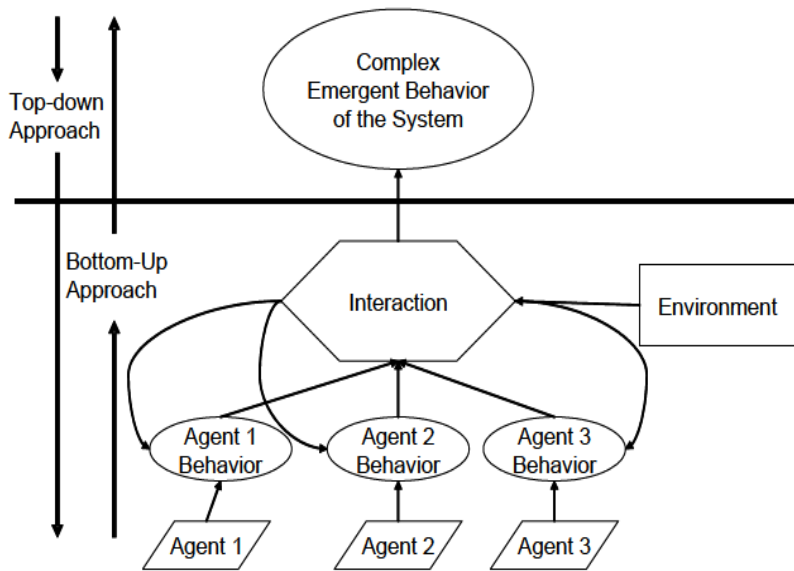 Complex
Emergent Behavior
of the System
Top-down
Approach
Bottom-Up
Approach
Interaction
Environment
Agent 1
Behavior
Agent 2
Behavior
Agent 3
Behavior
Agent 1
Agent 2
Agent 3